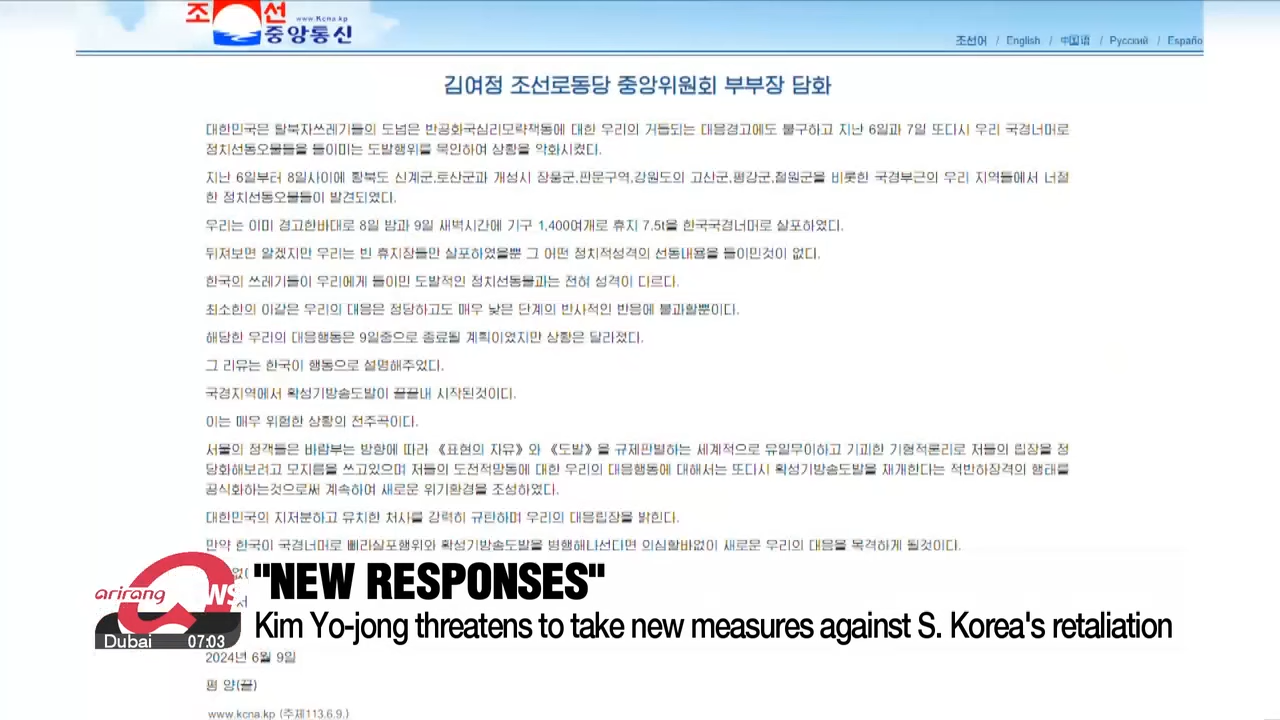 조선
www.Kcna.kp
중앙통신
조선어 / English / 中国语 / Русский / Españo
김여정 조선로동당 중앙위원회 부부장 담화
대한민국은 탈북자쓰레기들의 도넘은 반공화국심리모략책동에 대한 우리의 거듭되는 대응경고에도 불구하고 지난 6일과 7일 또다시 우리 국경너머로
정치선동오물들을 들이미는 도발행위를 묵인하여 상황을 악화시켰다.
지난 6일부터 8일사이에 황북도 신계군,토산군과 개성시 장풍군,판문구역,강원도의 고산군,평강군,철원군을 비롯한 국경부근의 우리 지역들에서 너절
한 정치선동오물들이 발견되였다.
우리는 이미 경고한바대로 8일 밤과 9일 새벽시간에 기구 1,400여개로 휴지 7.5t을 한국국경너머로 살포하였다.
뒤져보면 알겠지만 우리는 빈 휴지장들만 살포하였을뿐 그 어떤 정치적성격의 선동내용을 들이민것이 없다.
한국의 쓰레기들이 우리에게 들이민 도발적인 정치선동물과는 전혀 성격이 다르다.
최소한의 이같은 우리의 대응은 정당하고도 매우 낮은 단계의 반사적인 반응에 불과할뿐이다.
해당한 우리의 대응행동은 9일중으로 종료될 계획이였지만 상황은 달라졌다.
그 리유는 한국이 행동으로 설명해주었다.
국경지역에서 확성기방송도발이 끝끝내 시작된것이다.
이는 매우 위험한 상황의 전주곡이다.
서울의 정객들은 바람부는 방향에 따라 《표현의 자유》와 《도발》을 규제판별하는 세계적으로 유일무이하고 기괴한 기형적론리로 저들의 립장을 정
당화해보려고 모지름을 쓰고있으며 저들의 도전적망동에 대한 우리의 대응행동에 대해서는 또다시 확성기방송도발을 재개한다는 적반하장격의 행태를
공식화하는것으로써 계속하여 새로운 위기환경을 조성하였다.
대한민국의 지저분하고 유치한 처사를 강력히 규탄하며 우리의 대응립장을 밝힌다.
만약 한국이 국경너머로 삐라살포행위와 확성기방송도발을 병행해나선다면 의심할바없이 새로운 우리의 대응을 목격하게 될것이다.
"NEW RESPONSES"
arirang NEWS
Kim Yo-jong threatens to take new measures against S. Korea's retaliation
Dubai 07:03
2024년 6월 9일
평 양(끝)
www.kcna.kp (주체113.6.9.)